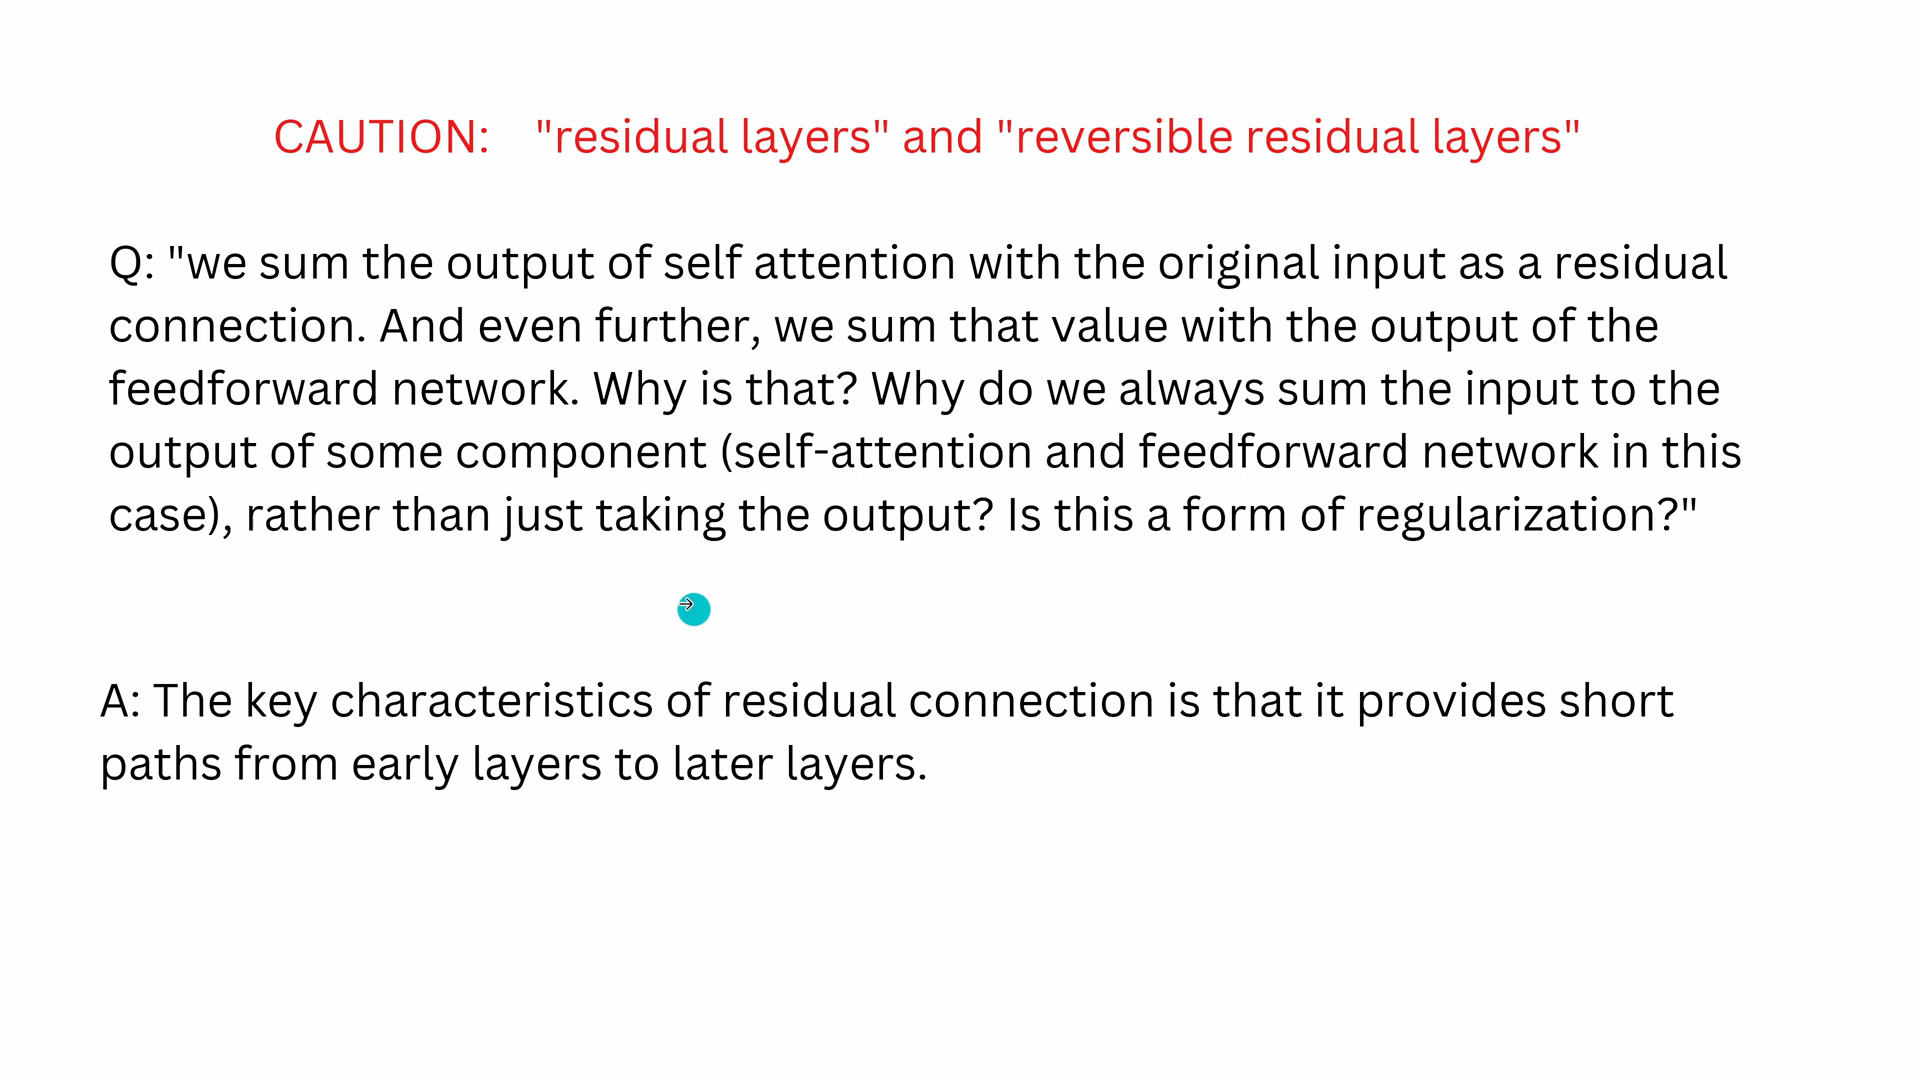 CAUTION: "residual layers" and "reversible residual layers"
Q: "we sum the output of self attention with the original input as a residual
connection. And even further, we sum that value with the output of the
feedforward network. Why is that? Why do we always sum the input to the
output of some component (self-attention and feedforward network in this
case), rather than just taking the output? Is this a form of regularization?"
A: The key characteristics of residual connection is that it provides short
paths from early layers to later layers.